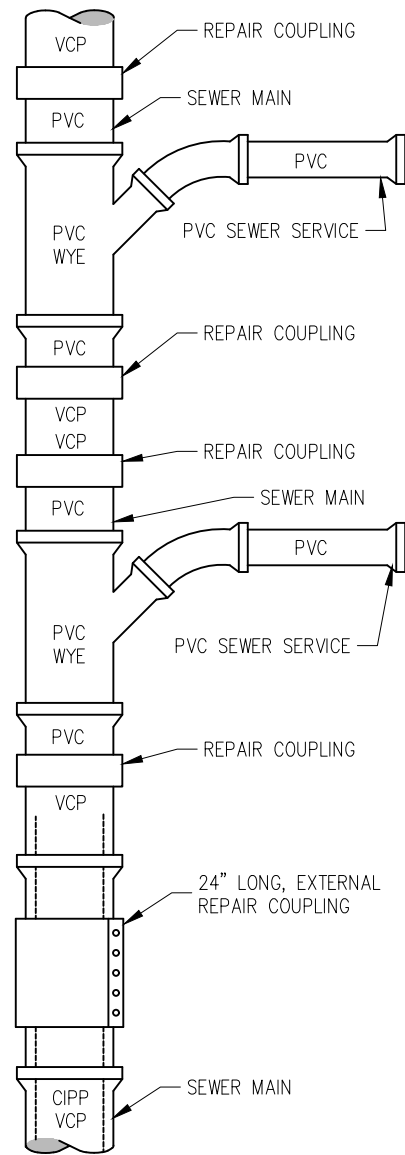 VCP
REPAIR COUPLING
SEWER MAIN
PVC
PVC
PVC SEWER SERVICE
PVC
WYE
REPAIR COUPLING
PVC
VCP
VCP
REPAIR COUPLING
SEWER MAIN
PVC
PVC
PVC
WYE
PVC SEWER SERVICE
PVC
REPAIR COUPLING
VCP
24" LONG, EXTERNAL
REPAIR COUPLING
SEWER MAIN
CIPP
VCP